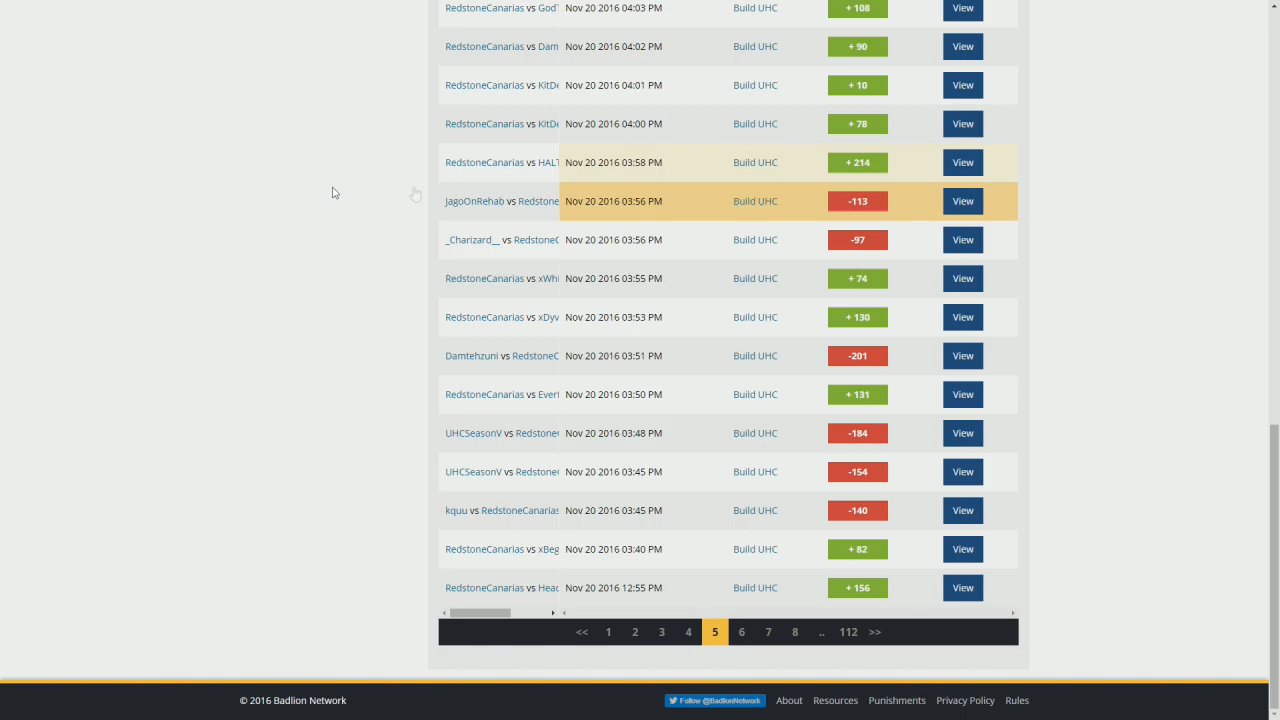 RedstoneCanarias vs God Nov 20 2016 04:03 PM Build UHC + 108 View
RedstoneCanarias vs Dam Nov 20 2016 04:02 PM Build UHC + 90 View
RedstoneCanarias vs KitDe Nov 20 2016 04:01 PM Build UHC + 10 View
RedstoneCanarias vs KitDe Nov 20 2016 04:00 PM Build UHC + 78 View
RedstoneCanarias vs HALT Nov 20 2016 03:58 PM Build UHC + 214 View
JagoOnRehab vs Redstone Nov 20 2016 03:56 PM Build UHC -113 View
_Charizard__ vs RedstoneC Nov 20 2016 03:56 PM Build UHC -97 View
RedstoneCanarias vs xWhi Nov 20 2016 03:55 PM Build UHC + 74 View
RedstoneCanarias vs xDyv Nov 20 2016 03:53 PM Build UHC + 130 View
Damtehzuni vs RedstoneC Nov 20 2016 03:51 PM Build UHC -201 View
RedstoneCanarias vs Ever Nov 20 2016 03:50 PM Build UHC + 131 View
UHCSeasonV vs Redstone Nov 20 2016 03:48 PM Build UHC -184 View
UHCSeasonV vs Redstone Nov 20 2016 03:45 PM Build UHC -154 View
kquu vs RedstoneCanarias Nov 20 2016 03:45 PM Build UHC -140 View
RedstoneCanarias vs xBeg Nov 20 2016 03:40 PM Build UHC + 82 View
RedstoneCanarias vs Head Nov 20 2016 12:55 PM Build UHC + 156 View
<< 1 2 3 4 5 6 7 8 .. 112 >>
© 2016 Badlion Network Follow @BadlionNetwork About Resources Punishments Privacy Policy Rules